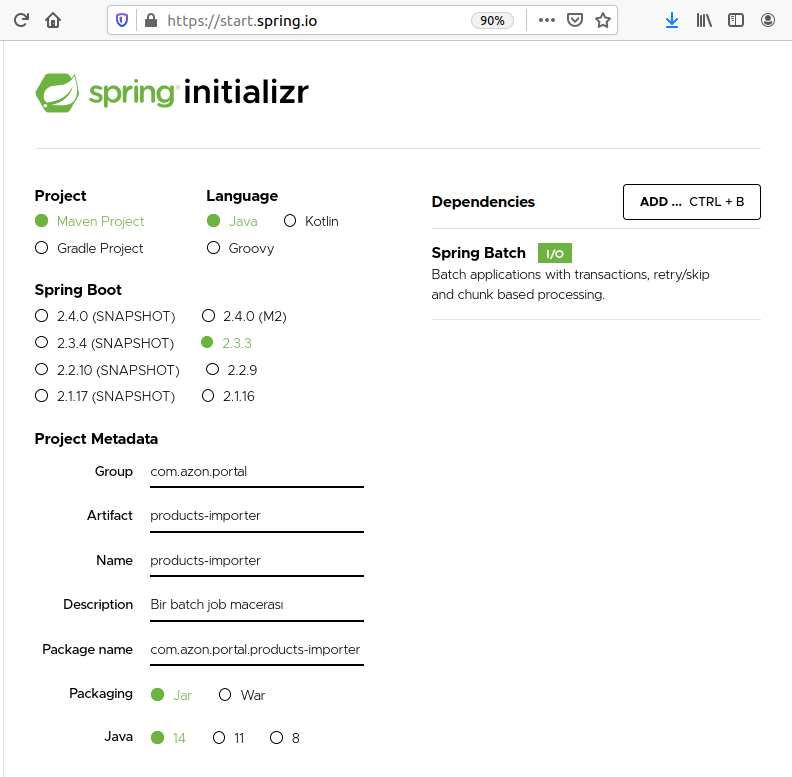 https://start.spring.io
90%
spring initializr
Project
Maven Project
Gradle Project
Language
Java
Kotlin
Groovy
Spring Boot
2.4.0 (SNAPSHOT)
2.4.0 (M2)
2.3.4 (SNAPSHOT)
2.3.3
2.2.10 (SNAPSHOT)
2.2.9
2.1.17 (SNAPSHOT)
2.1.16
Project Metadata
Group com.azon.portal
Artifact products-importer
Name products-importer
Description Bir batch job macerası
Package name com.azon.portal.products-importer
Packaging Jar War
Java 14 11 8
Dependencies
ADD ... CTRL + B
Spring Batch I/O
Batch applications with transactions, retry/skip
and chunk based processing.